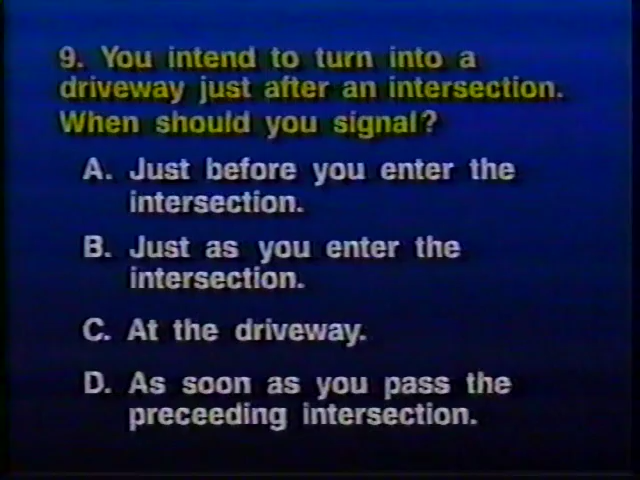 9. You intend to turn into a
driveway just after an intersection.
When should you signal?
A. Just before you enter the
intersection.
B. Just as you enter the
intersection.
C. At the driveway.
D. As soon as you pass the
preceeding intersection.